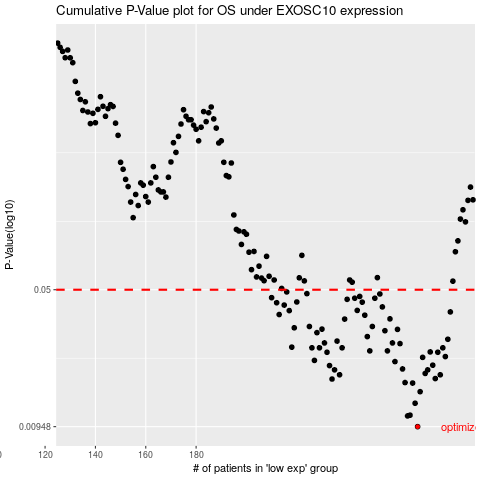 Cumulative P-Value plot for OS under EXOSC10 expression
P-Value(log10)
0.05
0.00948
optimiz
0
120
140
160
180
# of patients in 'low exp' group